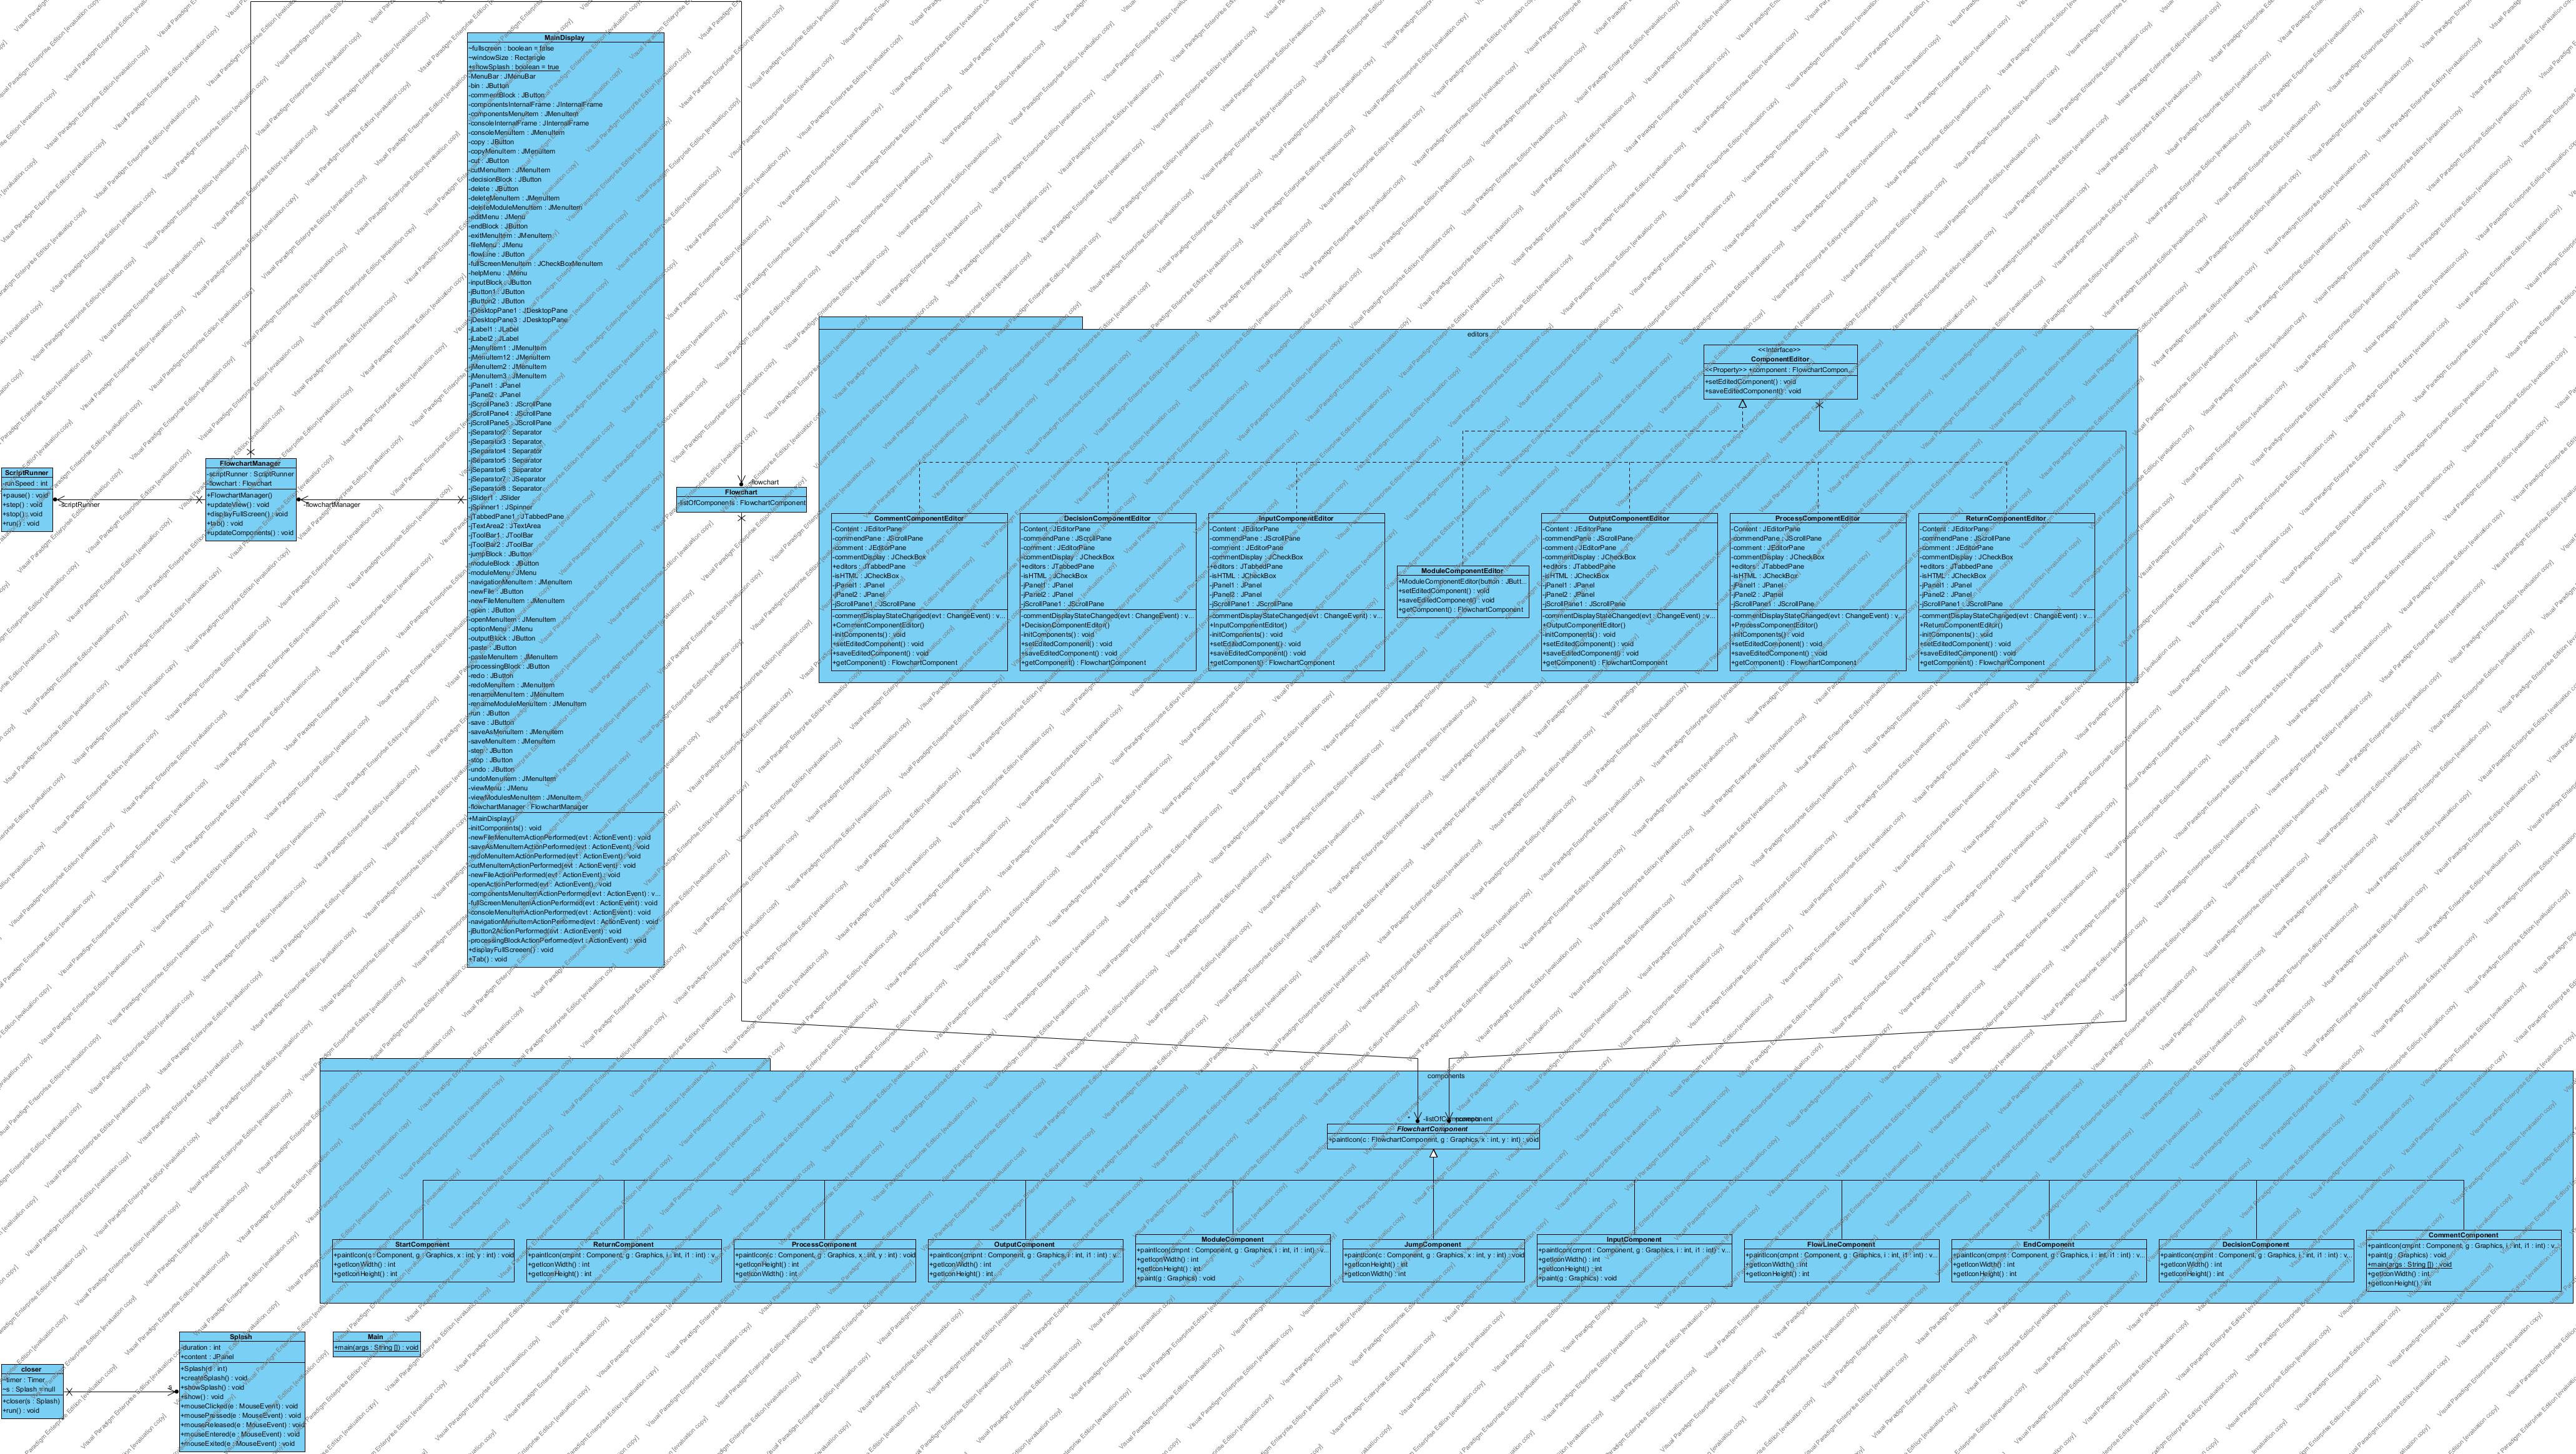 MainDisplay
~fullscreen : boolean = false
~windowSize : Rectangle
+showSplash : boolean = true
-MenuBar : JMenuBar
-bin : JButton
-commentBlock : JButton
-componentsInternalFrame : JInternalFrame
-componentsMenuItem : JMenuItem
-consoleInternalFrame : JInternalFrame
-consoleMenuItem : JMenuItem
-copy : JButton
-copyMenuItem : JMenuItem
-cut : JButton
-cutMenuItem : JMenuItem
-decisionBlock : JButton
-delete : JButton
-deleteMenuItem : JMenuItem
-deleteModuleMenuItem : JMenuItem
-editMenu : JMenu
-endBlock : JButton
-exitMenuItem : JMenuItem
-fileMenu : JMenu
-flowLine : JButton
-fullScreenMenuItem : JCheckBoxMenuItem
-helpMenu : JMenu
-inputBlock : JButton
-jButton1 : JButton
-jButton2 : JButton
-jDesktopPane1 : JDesktopPane
-jDesktopPane3 : JDesktopPane
-jLabel1 : JLabel
-jLabel2 : JLabel
-jMenuItem1 : JMenuItem
-jMenuItem12 : JMenuItem
-jMenuItem2 : JMenuItem
-jMenuItem3 : JMenuItem
-jPanel1 : JPanel
-jPanel2 : JPanel
-jScrollPane3 : JScrollPane
-jScrollPane4 : JScrollPane
-jScrollPane5 : JScrollPane
-jSeparator2 : Separator
-jSeparator3 : Separator
-jSeparator4 : Separator
-jSeparator5 : Separator
-jSeparator6 : Separator
-jSeparator7 : JSeparator
-jSeparator8 : Separator
-jSlider1 : JSlider
-jSpinner1 : JSpinner
-jTabbedPane1 : JTabbedPane
-jTextArea2 : JTextArea
-jToolBar1 : JToolBar
-jToolBar2 : JToolBar
-jumpBlock : JButton
-moduleBlock : JButton
-moduleMenu : JMenu
-navigationMenuItem : JMenuItem
-newFile : JButton
-newFileMenuItem : JMenuItem
-open : JButton
-openMenuItem : JMenuItem
-optionMenu : JMenu
-outputBlock : JButton
-paste : JButton
-pasteMenuItem : JMenuItem
-processingBlock : JButton
-redo : JButton
-redoMenuItem : JMenuItem
-renameMenuItem : JMenuItem
-renameModuleMenuItem : JMenuItem
-run : JButton
-save : JButton
-saveAsMenuItem : JMenuItem
-saveMenuItem : JMenuItem
-step : JButton
-stop : JButton
-undo : JButton
-undoMenuItem : JMenuItem
-viewMenu : JMenu
-viewModulesMenuItem : JMenuItem
-flowchartManager : FlowchartManager
+MainDisplay()
-initComponents() : void
-newFileMenuItemActionPerformed(evt : ActionEvent) : void
-saveAsMenuItemActionPerformed(evt : ActionEvent) : void
-redoMenuItemActionPerformed(evt : ActionEvent) : void
-cutMenuItemActionPerformed(evt : ActionEvent) : void
-newFileActionPerformed(evt : ActionEvent) : void
-openActionPerformed(evt : ActionEvent) : void
-componentsMenuItemActionPerformed(evt : ActionEvent) : v...
-fullScreenMenuItemActionPerformed(evt : ActionEvent) : void
-consoleMenuItemActionPerformed(evt : ActionEvent) : void
-navigationMenuItemActionPerformed(evt : ActionEvent) : void
-jButton2ActionPerformed(evt : ActionEvent) : void
-processingBlockActionPerformed(evt : ActionEvent) : void
+displayFullScreeen() : void
+Tab() : void
ScriptRunner
-runSpeed : int
+pause() : void
+step() : void
+stop() : void
+run() : void
-scriptRunner
FlowchartManager
-scriptRunner : ScriptRunner
-flowchart : Flowchart
+FlowchartManager()
+updateView() : void
+displayFullScreen() : void
+tab() : void
+updateComponents() : void
-flowchartManager
-flowchart
Flowchart
-listOfComponents : FlowchartComponent
editors
<<Interface>>
ComponentEditor
<<Property>> +component : FlowchartCompon...
+setEditedComponent() : void
+saveEditedComponent() : void
CommentComponentEditor
-Content : JEditorPane
-commendPane : JScrollPane
-comment : JEditorPane
-commentDisplay : JCheckBox
+editors : JTabbedPane
-isHTML : JCheckBox
-jPanel1 : JPanel
-jPanel2 : JPanel
-jScrollPane1 : JScrollPane
-commentDisplayStateChanged(evt : ChangeEvent) : v...
+CommentComponentEditor()
-initComponents() : void
+setEditedComponent() : void
+saveEditedComponent() : void
+getComponent() : FlowchartComponent
DecisionComponentEditor
-Content : JEditorPane
-commendPane : JScrollPane
-comment : JEditorPane
-commentDisplay : JCheckBox
+editors : JTabbedPane
-isHTML : JCheckBox
-jPanel1 : JPanel
-jPanel2 : JPanel
-jScrollPane1 : JScrollPane
-commentDisplayStateChanged(evt : ChangeEvent) : v...
+DecisionComponentEditor()
-initComponents() : void
+setEditedComponent() : void
+saveEditedComponent() : void
+getComponent() : FlowchartComponent
InputComponentEditor
-Content : JEditorPane
-commendPane : JScrollPane
-comment : JEditorPane
-commentDisplay : JCheckBox
+editors : JTabbedPane
-isHTML : JCheckBox
-jPanel1 : JPanel
-jPanel2 : JPanel
-jScrollPane1 : JScrollPane
-commentDisplayStateChanged(evt : ChangeEvent) : v...
+InputComponentEditor()
-initComponents() : void
+setEditedComponent() : void
+saveEditedComponent() : void
+getComponent() : FlowchartComponent
ModuleComponentEditor
+ModuleComponentEditor(button : JButt...
+setEditedComponent() : void
+saveEditedComponent() : void
+getComponent() : FlowchartComponent
OutputComponentEditor
-Content : JEditorPane
-commendPane : JScrollPane
-comment : JEditorPane
-commentDisplay : JCheckBox
+editors : JTabbedPane
-isHTML : JCheckBox
-jPanel1 : JPanel
-jPanel2 : JPanel
-jScrollPane1 : JScrollPane
-commentDisplayStateChanged(evt : ChangeEvent) : v...
+OutputComponentEditor()
-initComponents() : void
+setEditedComponent() : void
+saveEditedComponent() : void
+getComponent() : FlowchartComponent
ProcessComponentEditor
-Content : JEditorPane
-commendPane : JScrollPane
-comment : JEditorPane
-commentDisplay : JCheckBox
+editors : JTabbedPane
-isHTML : JCheckBox
-jPanel1 : JPanel
-jPanel2 : JPanel
-jScrollPane1 : JScrollPane
-commentDisplayStateChanged(evt : ChangeEvent) : v...
+ProcessComponentEditor()
-initComponents() : void
+setEditedComponent() : void
+saveEditedComponent() : void
+getComponent() : FlowchartComponent
ReturnComponentEditor
-Content : JEditorPane
-commendPane : JScrollPane
-comment : JEditorPane
-commentDisplay : JCheckBox
+editors : JTabbedPane
-isHTML : JCheckBox
-jPanel1 : JPanel
-jPanel2 : JPanel
-jScrollPane1 : JScrollPane
-commentDisplayStateChanged(evt : ChangeEvent) : v...
+ReturnComponentEditor()
-initComponents() : void
+setEditedComponent() : void
+saveEditedComponent() : void
+getComponent() : FlowchartComponent
components
*
FlowchartComponent
+paintIcon(c : FlowchartComponent, g : Graphics, x : int, y : int) : void
StartComponent
+paintIcon(c : Component, g : Graphics, x : int, y : int) : void
+getIconWidth() : int
+getIconHeight() : int
ReturnComponent
+paintIcon(cmpnt : Component, g : Graphics, i : int, i1 : int) : v...
+getIconWidth() : int
+getIconHeight() : int
ProcessComponent
+paintIcon(c : Component, g : Graphics, x : int, y : int) : void
+getIconWidth() : int
+getIconHeight() : int
OutputComponent
+paintIcon(cmpnt : Component, g : Graphics, i : int, i1 : int) : v...
+getIconWidth() : int
+getIconHeight() : int
ModuleComponent
+paintIcon(cmpnt : Component, g : Graphics, i : int, i1 : int) : v...
+getIconWidth() : int
+getIconHeight() : int
+paint(g : Graphics) : void
JumpComponent
+paintIcon(c : Component, g : Graphics, x : int, y : int) : void
+getIconWidth() : int
+getIconHeight() : int
InputComponent
+paintIcon(cmpnt : Component, g : Graphics, i : int, i1 : int) : v...
+getIconWidth() : int
+getIconHeight() : int
+paint(g : Graphics) : void
FlowLineComponent
+paintIcon(cmpnt : Component, g : Graphics, i : int, i1 : int) : v...
+getIconWidth() : int
+getIconHeight() : int
EndComponent
+paintIcon(cmpnt : Component, g : Graphics, i : int, i1 : int) : v...
+getIconWidth() : int
+getIconHeight() : int
DecisionComponent
+paintIcon(cmpnt : Component, g : Graphics, i : int, i1 : int) : v...
+getIconWidth() : int
+getIconHeight() : int
CommentComponent
+paintIcon(cmpnt : Component, g : Graphics, i : int, i1 : int) : v...
+paint(g : Graphics) : void
+main(args : String []) : void
+getIconWidth() : int
+getIconHeight() : int
closer
~timer : Timer
~s : Splash = null
+closer(s : Splash)
+run() : void
Splash
-duration : int
+content : JPanel
+Splash(d : int)
+createSplash() : void
+showSplash() : void
+show() : void
+mouseClicked(e : MouseEvent) : void
+mousePressed(e : MouseEvent) : void
+mouseReleased(e : MouseEvent) : void
+mouseEntered(e : MouseEvent) : void
+mouseExited(e : MouseEvent) : void
Main
+main(args : String []) : void
Visual Paradigm Enterprise Edition [evaluation copy]